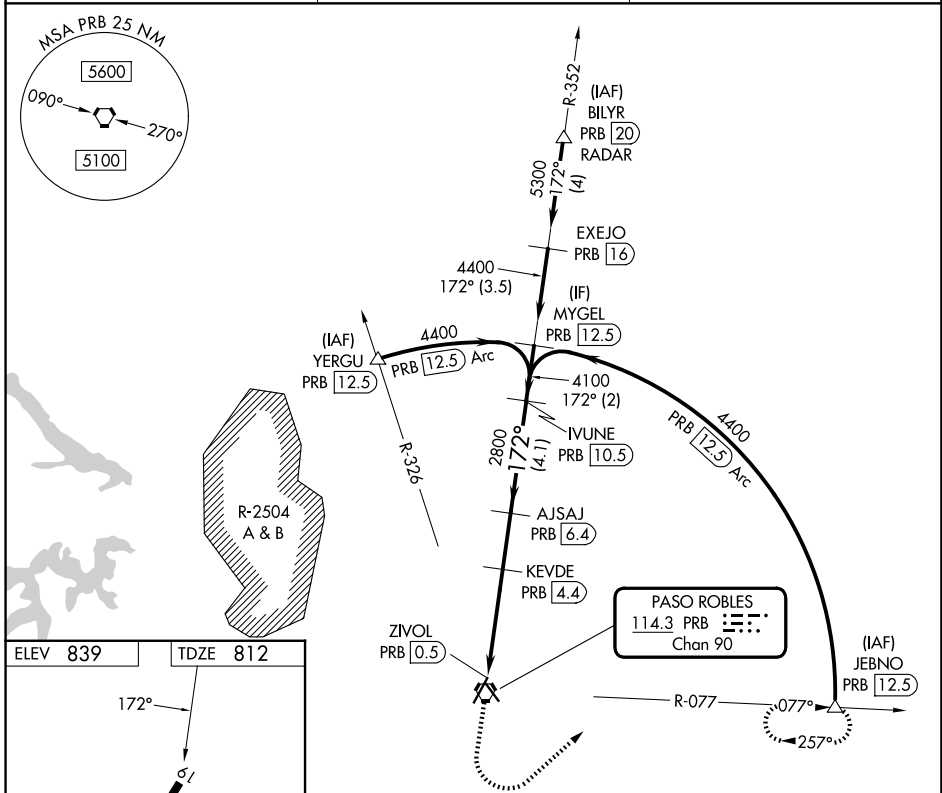 MSA PRB 25 NM
5600
090°
270°
5100
R-352
(IAF)
BILYR
PRB 20
RADAR
5300
172°
(4)
EXEJO
PRB 16
4400
172° (3.5)
(IF)
MYGEL
PRB 12.5
(IAF)
YERGU
PRB 12.5
4400
PRB 12.5 Arc
4100
172° (2)
4400
PRB 12.5 Arc
IVUNE
PRB 10.5
2800
172°
(4.1)
R-326
R-2504
A & B
AJSAJ
PRB 6.4
KEVDE
PRB 4.4
PASO ROBLES
114.3 PRB
Chan 90
ZIVOL
PRB 0.5
(IAF)
JEBNO
PRB 12.5
R-077
077°
257°
ELEV 839
TDZE 812
172°
19